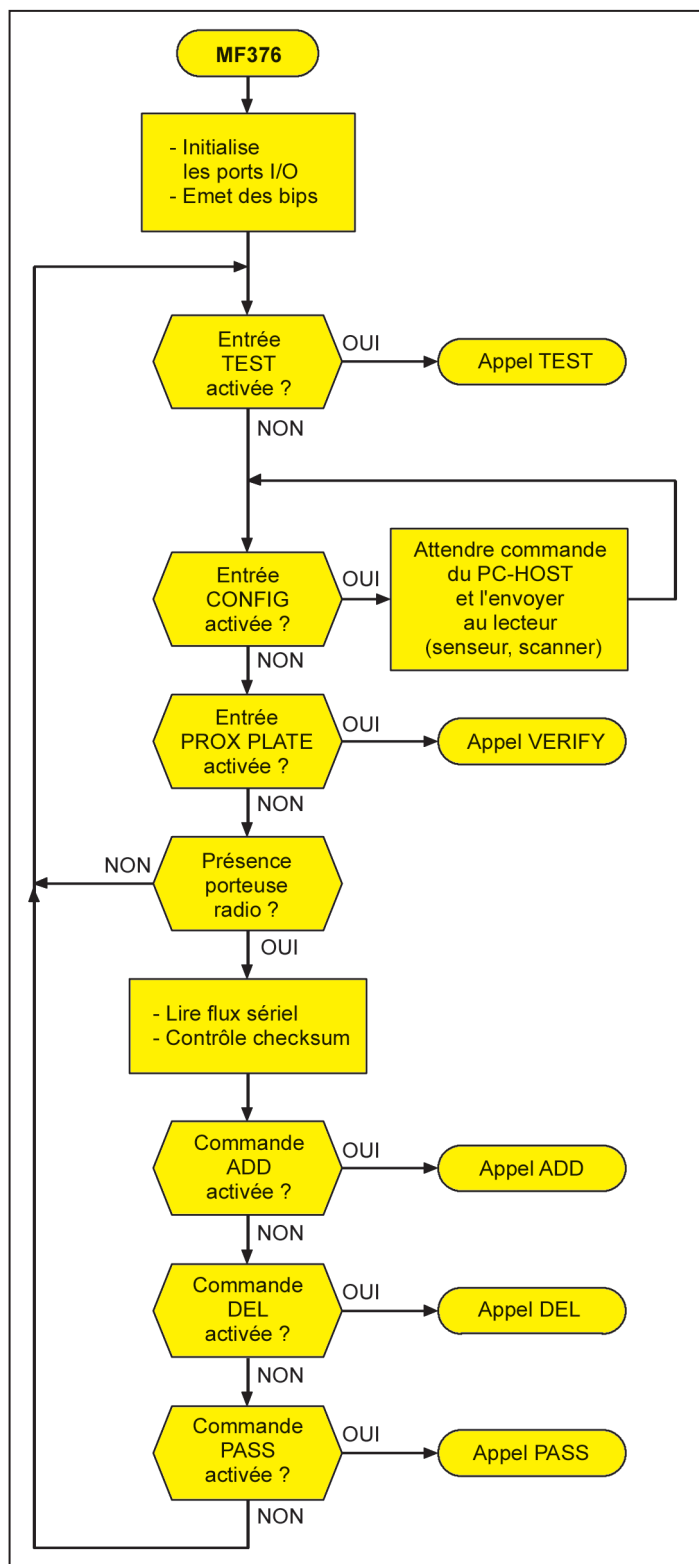 MF376
- Initialise
les ports I/O
- Emet des bips
Entrée
TEST
activée ?
OUI
Appel TEST
NON
Entrée
CONFIG
activée ?
OUI
Attendre commande
du PC-HOST
et l'envoyer
au lecteur
(senseur, scanner)
NON
Entrée
PROX PLATE
activée ?
OUI
Appel VERIFY
NON
Présence
porteuse
radio ?
NON
OUI
- Lire flux sériel
- Contrôle checksum
Commande
ADD
activée ?
OUI
Appel ADD
NON
Commande
DEL
activée ?
OUI
Appel DEL
NON
Commande
PASS
activée ?
OUI
Appel PASS
NON